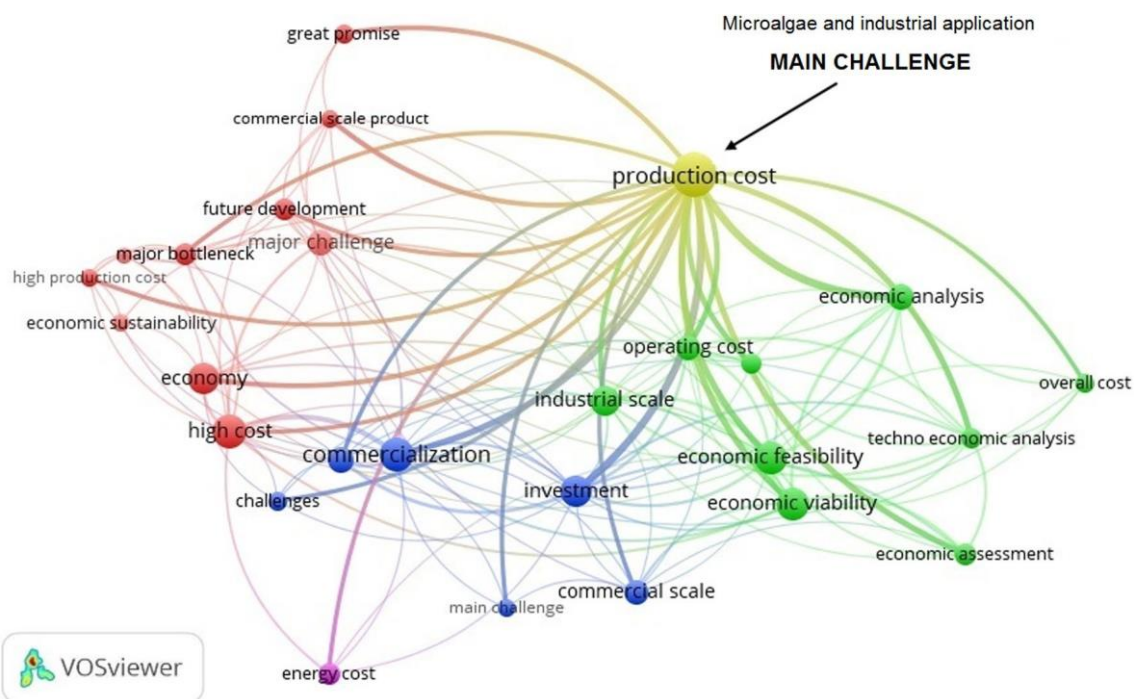 Microalgae and industrial application
MAIN CHALLENGE
great promise
commercial scale product
production cost
future development
major challenge
major bottleneck
high production cost
economic analysis
economic sustainability
operating cost
economy
overall cost
industrial scale
high cost
techno economic analysis
commercialization
economic feasibility
investment
challenges
economic viability
economic assessment
commercial scale
main challenge
VOSviewer
energy cost